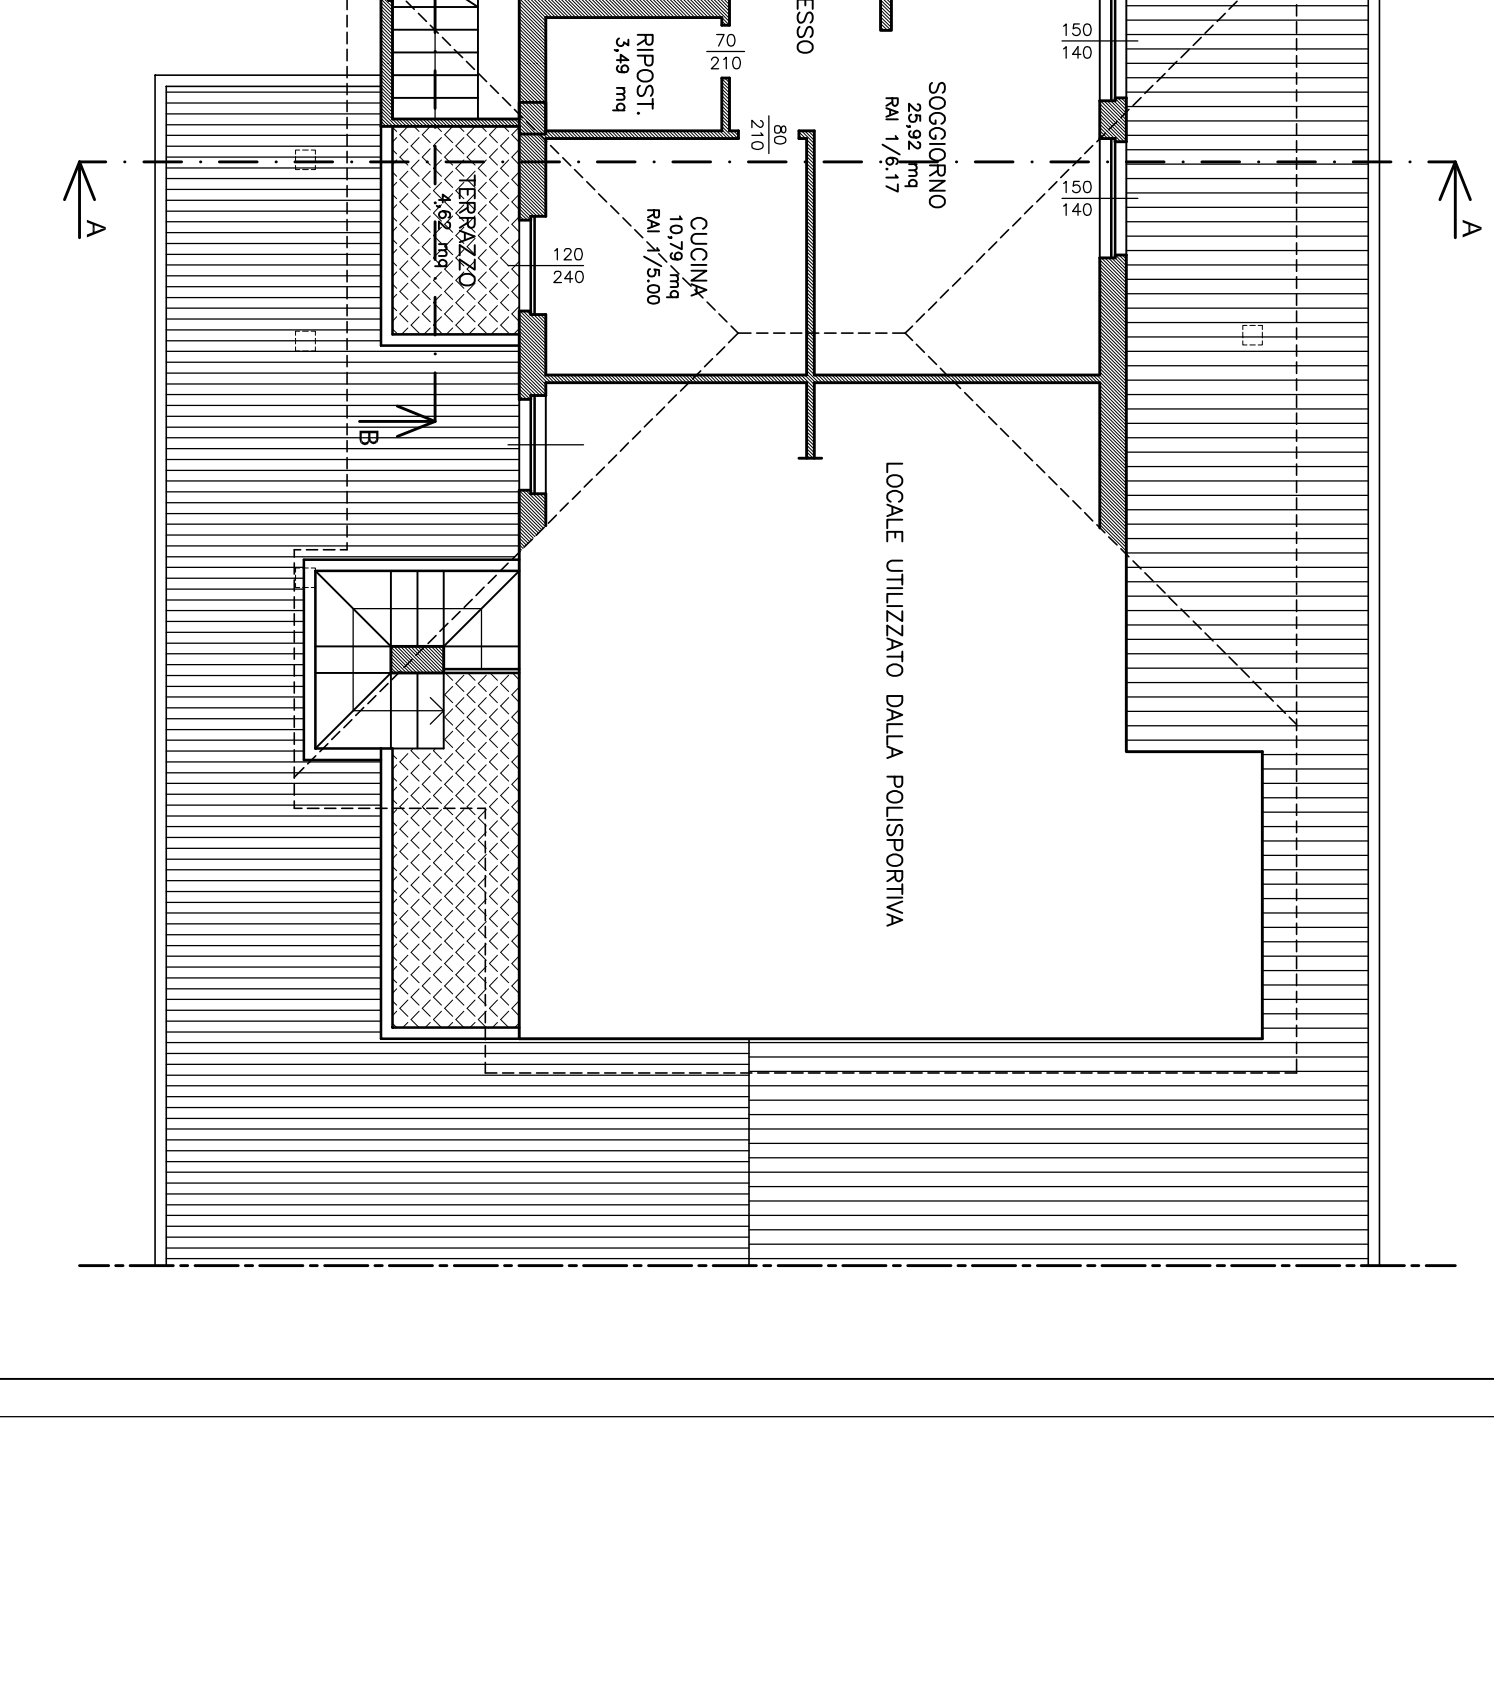 ESSO
RIPOST.
3,49 mq
70
210
80
210
SOGGIORNO
25,92 mq
RAI 1/6.17
150
140
150
140
A
A
TERRAZZO
4,62 mq
CUCINA
10,79 mq
RAI 1/5.00
120
240
B
LOCALE UTILIZZATO DALLA POLISPORTIVA